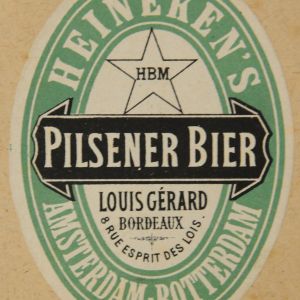 HEINEKEN'S
HBM
PILSENER BIER
LOUIS GÉRARD
BORDEAUX
8 RUE ESPRIT DES LOIS.
AMSTERDAM ROTTERDAM